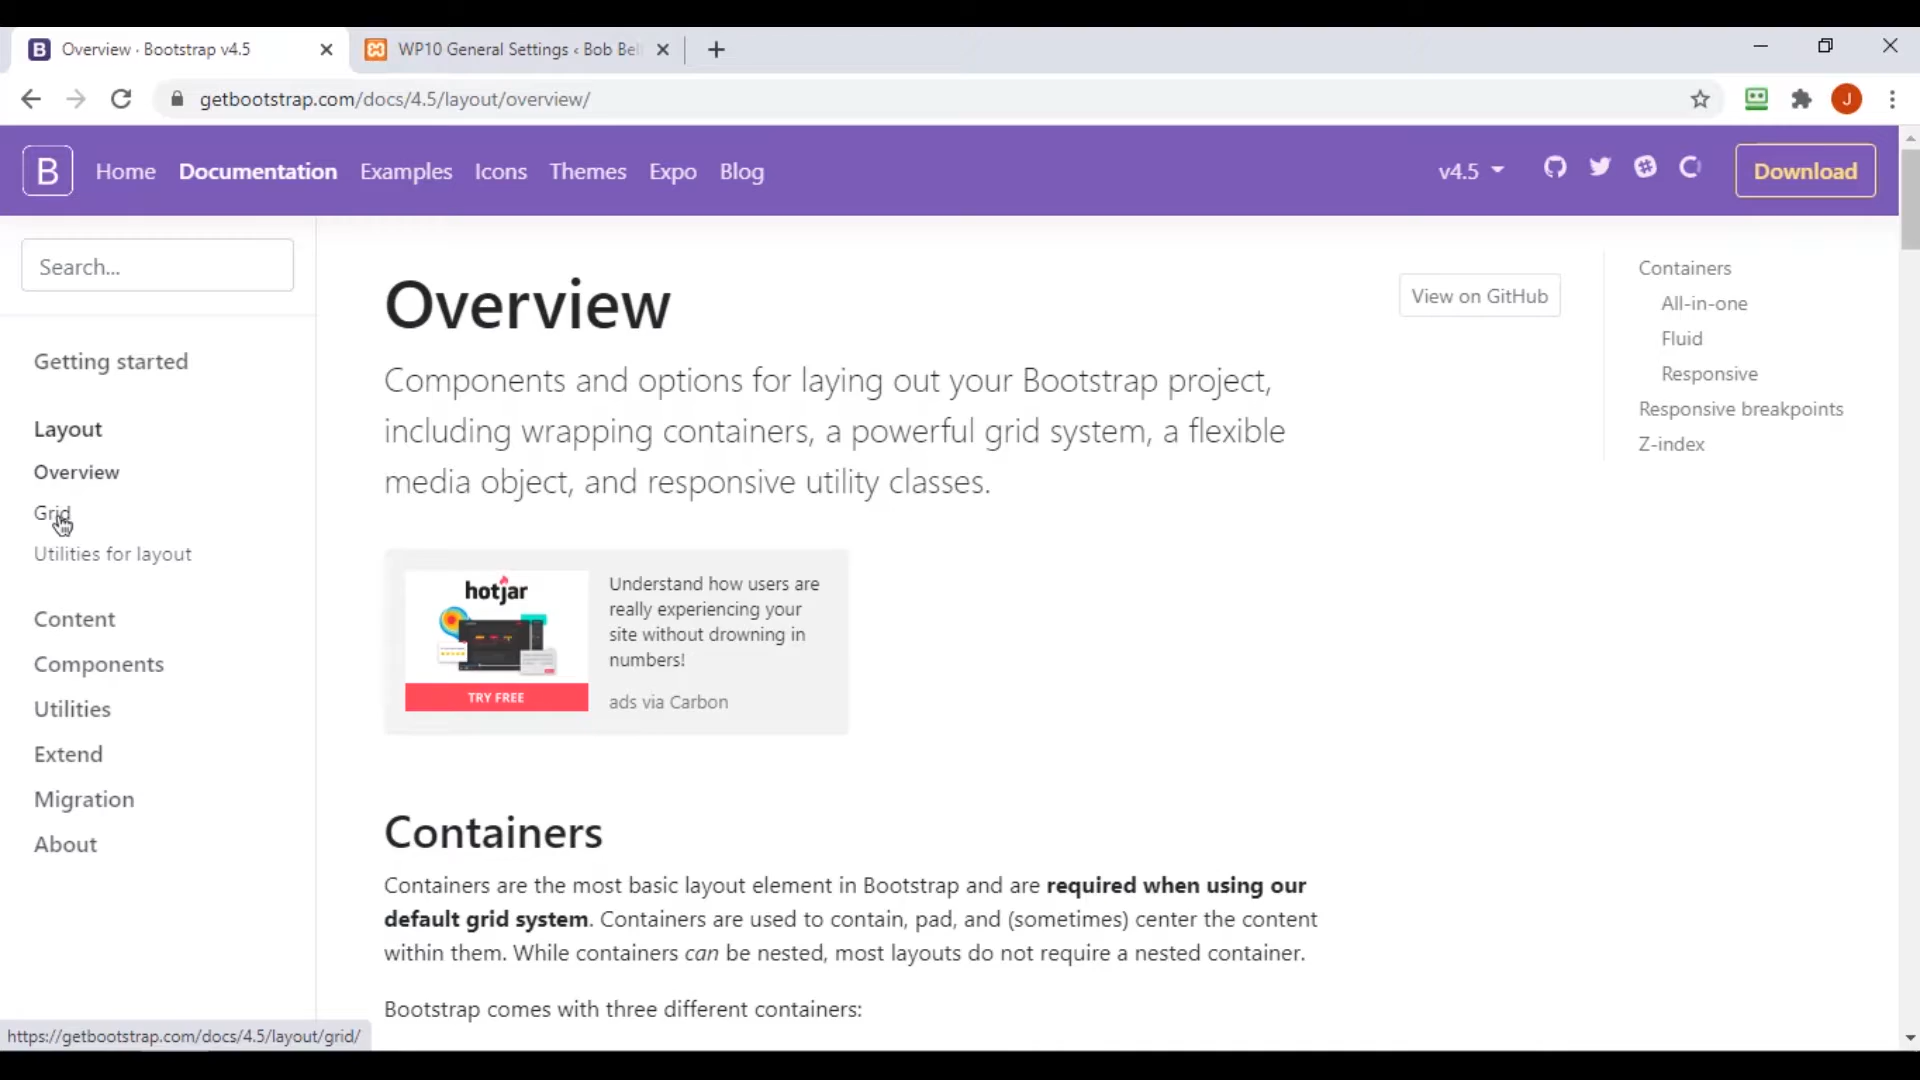 Overview · Bootstrap v4.5
WP10 General Settings ‹ Bob Bel
getbootstrap.com/docs/4.5/layout/overview/
J
B Home Documentation Examples Icons Themes Expo Blog v4.5 Download
Search...
Getting started
Layout
Overview
Grid
Utilities for layout
Content
Components
Utilities
Extend
Migration
About
Overview
View on GitHub
Components and options for laying out your Bootstrap project,
including wrapping containers, a powerful grid system, a flexible
media object, and responsive utility classes.
hotjar
TRY FREE
Understand how users are
really experiencing your
site without drowning in
numbers!
ads via Carbon
Containers
Containers are the most basic layout element in Bootstrap and are required when using our
default grid system. Containers are used to contain, pad, and (sometimes) center the content
within them. While containers can be nested, most layouts do not require a nested container.
Bootstrap comes with three different containers:
Containers
All-in-one
Fluid
Responsive
Responsive breakpoints
Z-index
https://getbootstrap.com/docs/4.5/layout/grid/